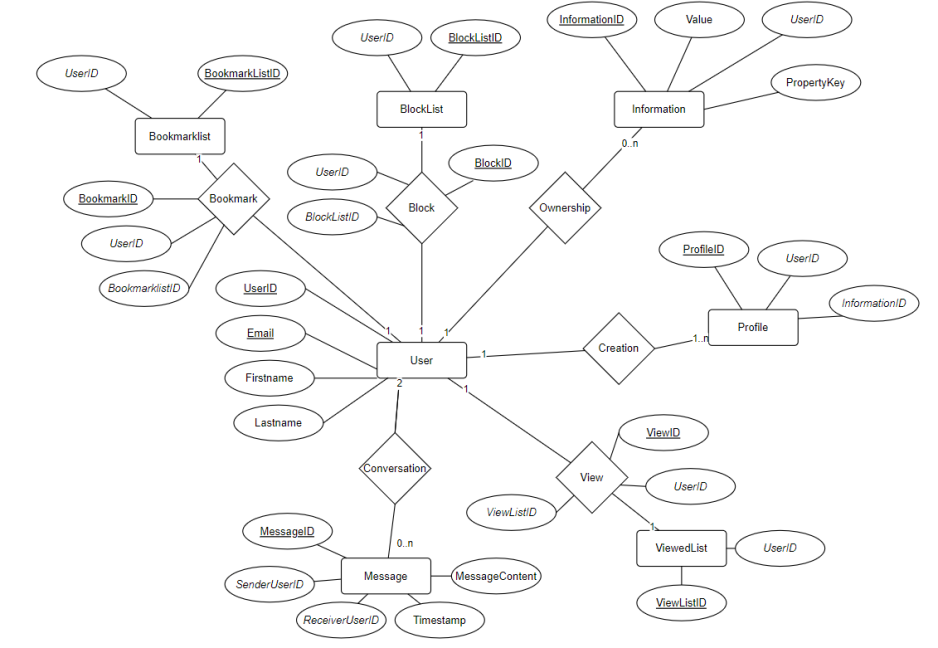 InformationID
Value
UserID
UserID
BlockListID
UserID
BookmarkListID
PropertyKey
BlockList
Information
Bookmarklist
1
0..n
1
BlockID
UserID
BookmarkID
Bookmark
Block
Ownership
BlockListID
UserID
ProfileID
UserID
BookmarklistID
UserID
InformationID
Email
1
1
1
Profile
1..n
Creation
1
User
Firstname
2
1
Lastname
ViewID
Conversation
View
UserID
ViewListID
1
MessageID
0..n
ViewedList
UserID
SenderUserID
Message
MessageContent
ViewListID
ReceiverUserID
Timestamp